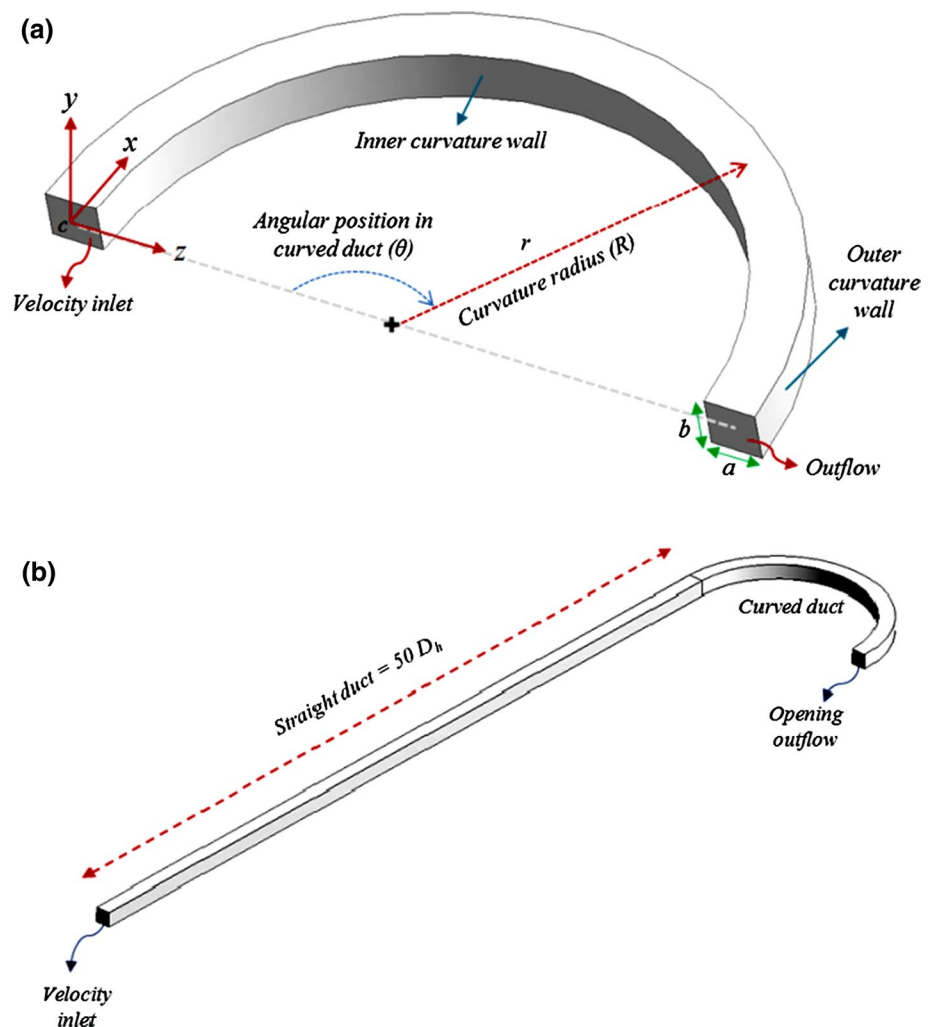 (a)
y
x
Inner curvature wall
c
z
Angular position in
curved duct (θ)
r
Curvature radius (R)
Velocity inlet
Outer
curvature
wall
b
a
Outflow
(b)
Straight duct = 50 Dh
Curved duct
Opening
outflow
Velocity
inlet